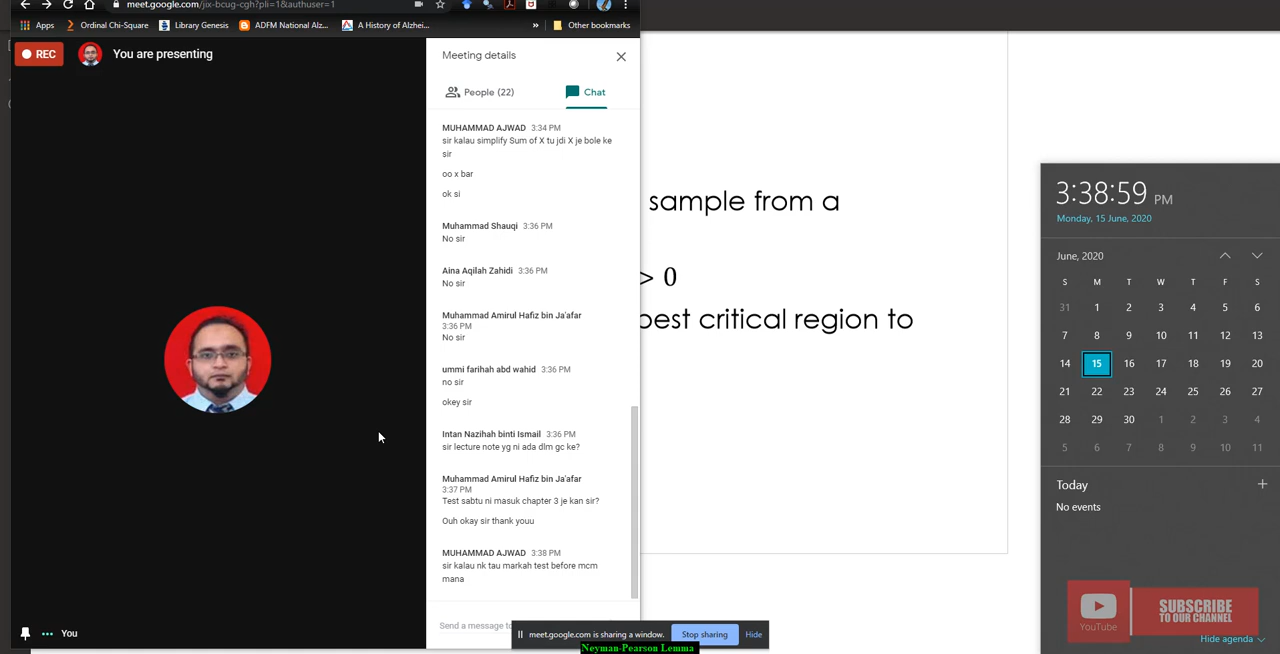 meet.google.com/jix-bcug-cgh?pli=1&authuser=1
Apps
Ordinal Chi-Square
Library Genesis
ADFM National Alz...
A History of Alzhei...
»
Other bookmarks
REC
You are presenting
Meeting details
People (22)
Chat
MUHAMMAD AJWAD 3:34 PM
sir kalau simplify Sum of X tu jdi X je bole ke
sir
oo x bar
ok si
Muhammad Shauqi 3:36 PM
No sir
Aina Aqilah Zahidi 3:36 PM
No sir
Muhammad Amirul Hafiz bin Ja'afar
3:36 PM
No sir
ummi farihah abd wahid 3:36 PM
no sir
okey sir
Intan Nazihah binti Ismail 3:36 PM
sir lecture note yg ni ada dlm gc ke?
Muhammad Amirul Hafiz bin Ja'afar
3:37 PM
Test sabtu ni masuk chapter 3 je kan sir?
Ouh okay sir thank youu
MUHAMMAD AJWAD 3:38 PM
sir kalau nk tau markah test before mcm
mana
Send a message to
You
meet.google.com is sharing a window.
Stop sharing
Hide
Neyman-Pearson Lemma
sample from a
> 0
best critical region to
3:38:59 PM
Monday, 15 June, 2020
June, 2020
S M T W T F S
31 1 2 3 4 5 6
7 8 9 10 11 12 13
14 15 16 17 18 19 20
21 22 23 24 25 26 27
28 29 30 1 2 3 4
5 6 7 8 9 10 11
Today
No events
YouTube
SUBSCRIBE
TO OUR CHANNEL
Hide agenda